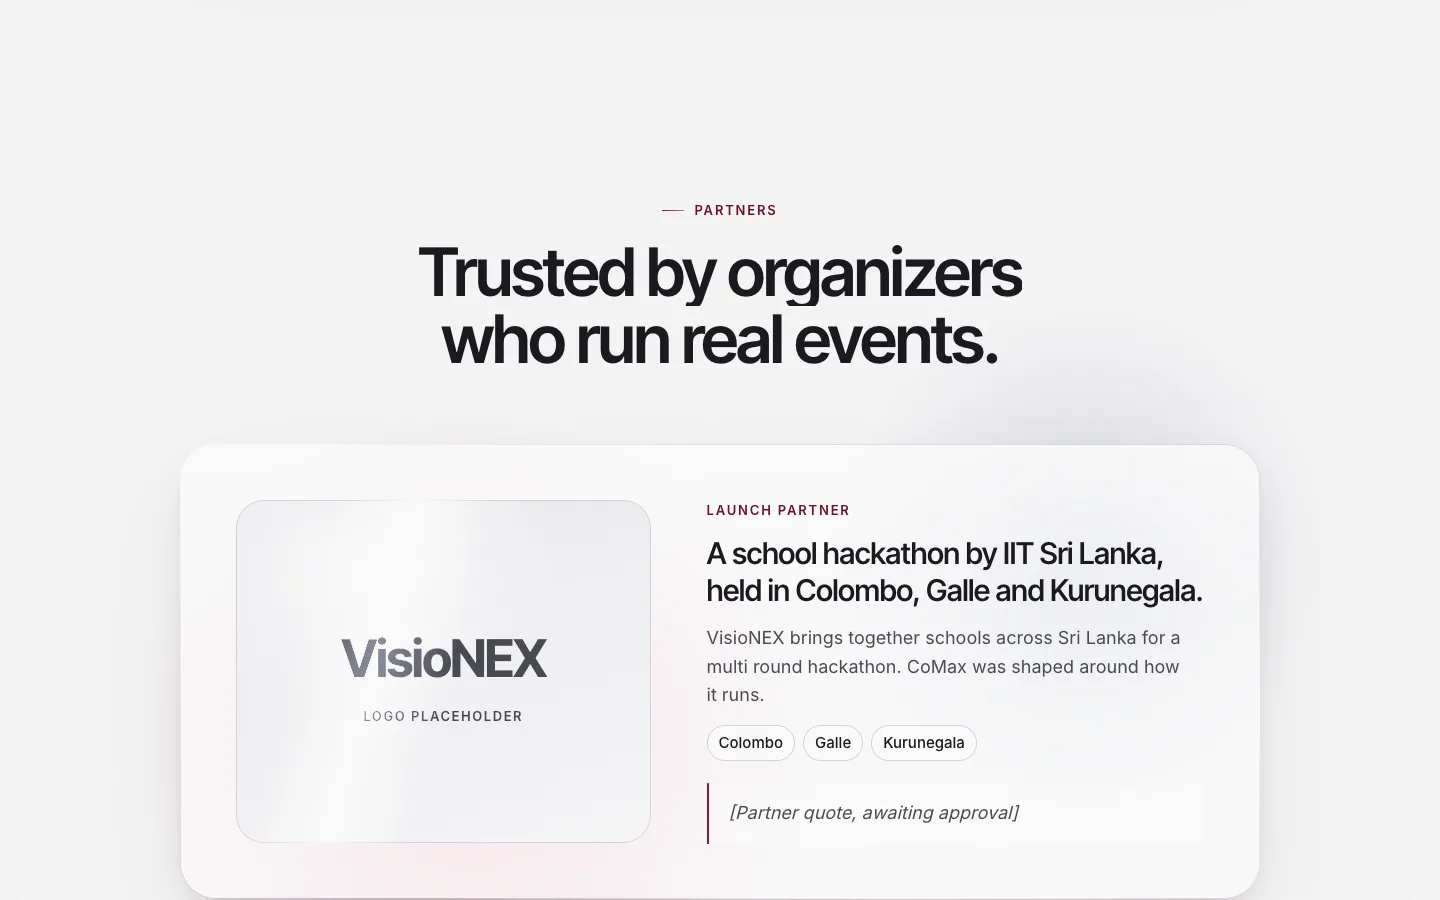 PARTNERS
Trusted by organizers
who run real events.
VisioNEX
LOGO PLACEHOLDER
LAUNCH PARTNER
A school hackathon by IIT Sri Lanka,
held in Colombo, Galle and Kurunegala.
VisioNEX brings together schools across Sri Lanka for a
multi round hackathon. CoMax was shaped around how
it runs.
Colombo Galle Kurunegala
[Partner quote, awaiting approval]